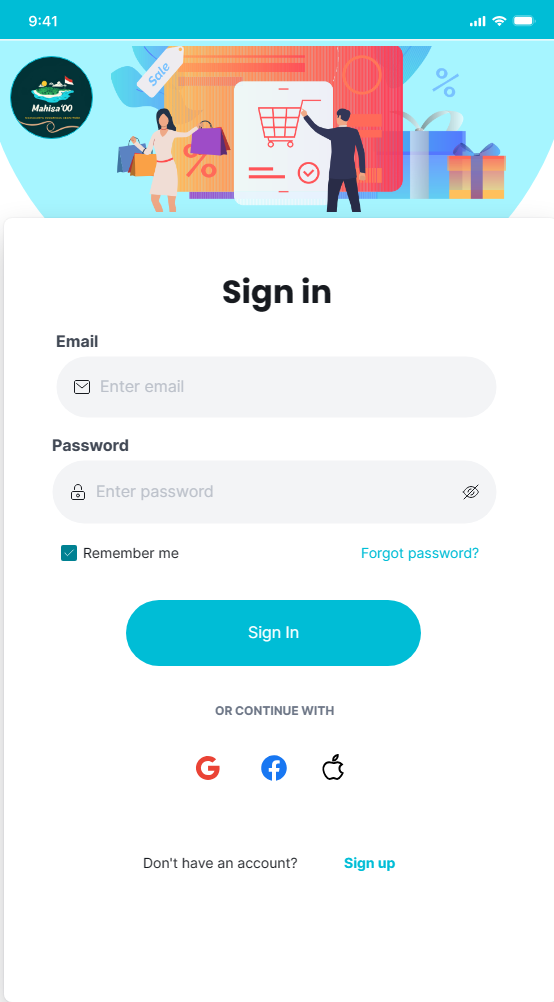 9:41
Sale
%
Mahisa'00
%
Sign in
Email
Enter email
Password
Enter password
Remember me
Forgot password?
Sign In
OR CONTINUE WITH
Don't have an account?
Sign up